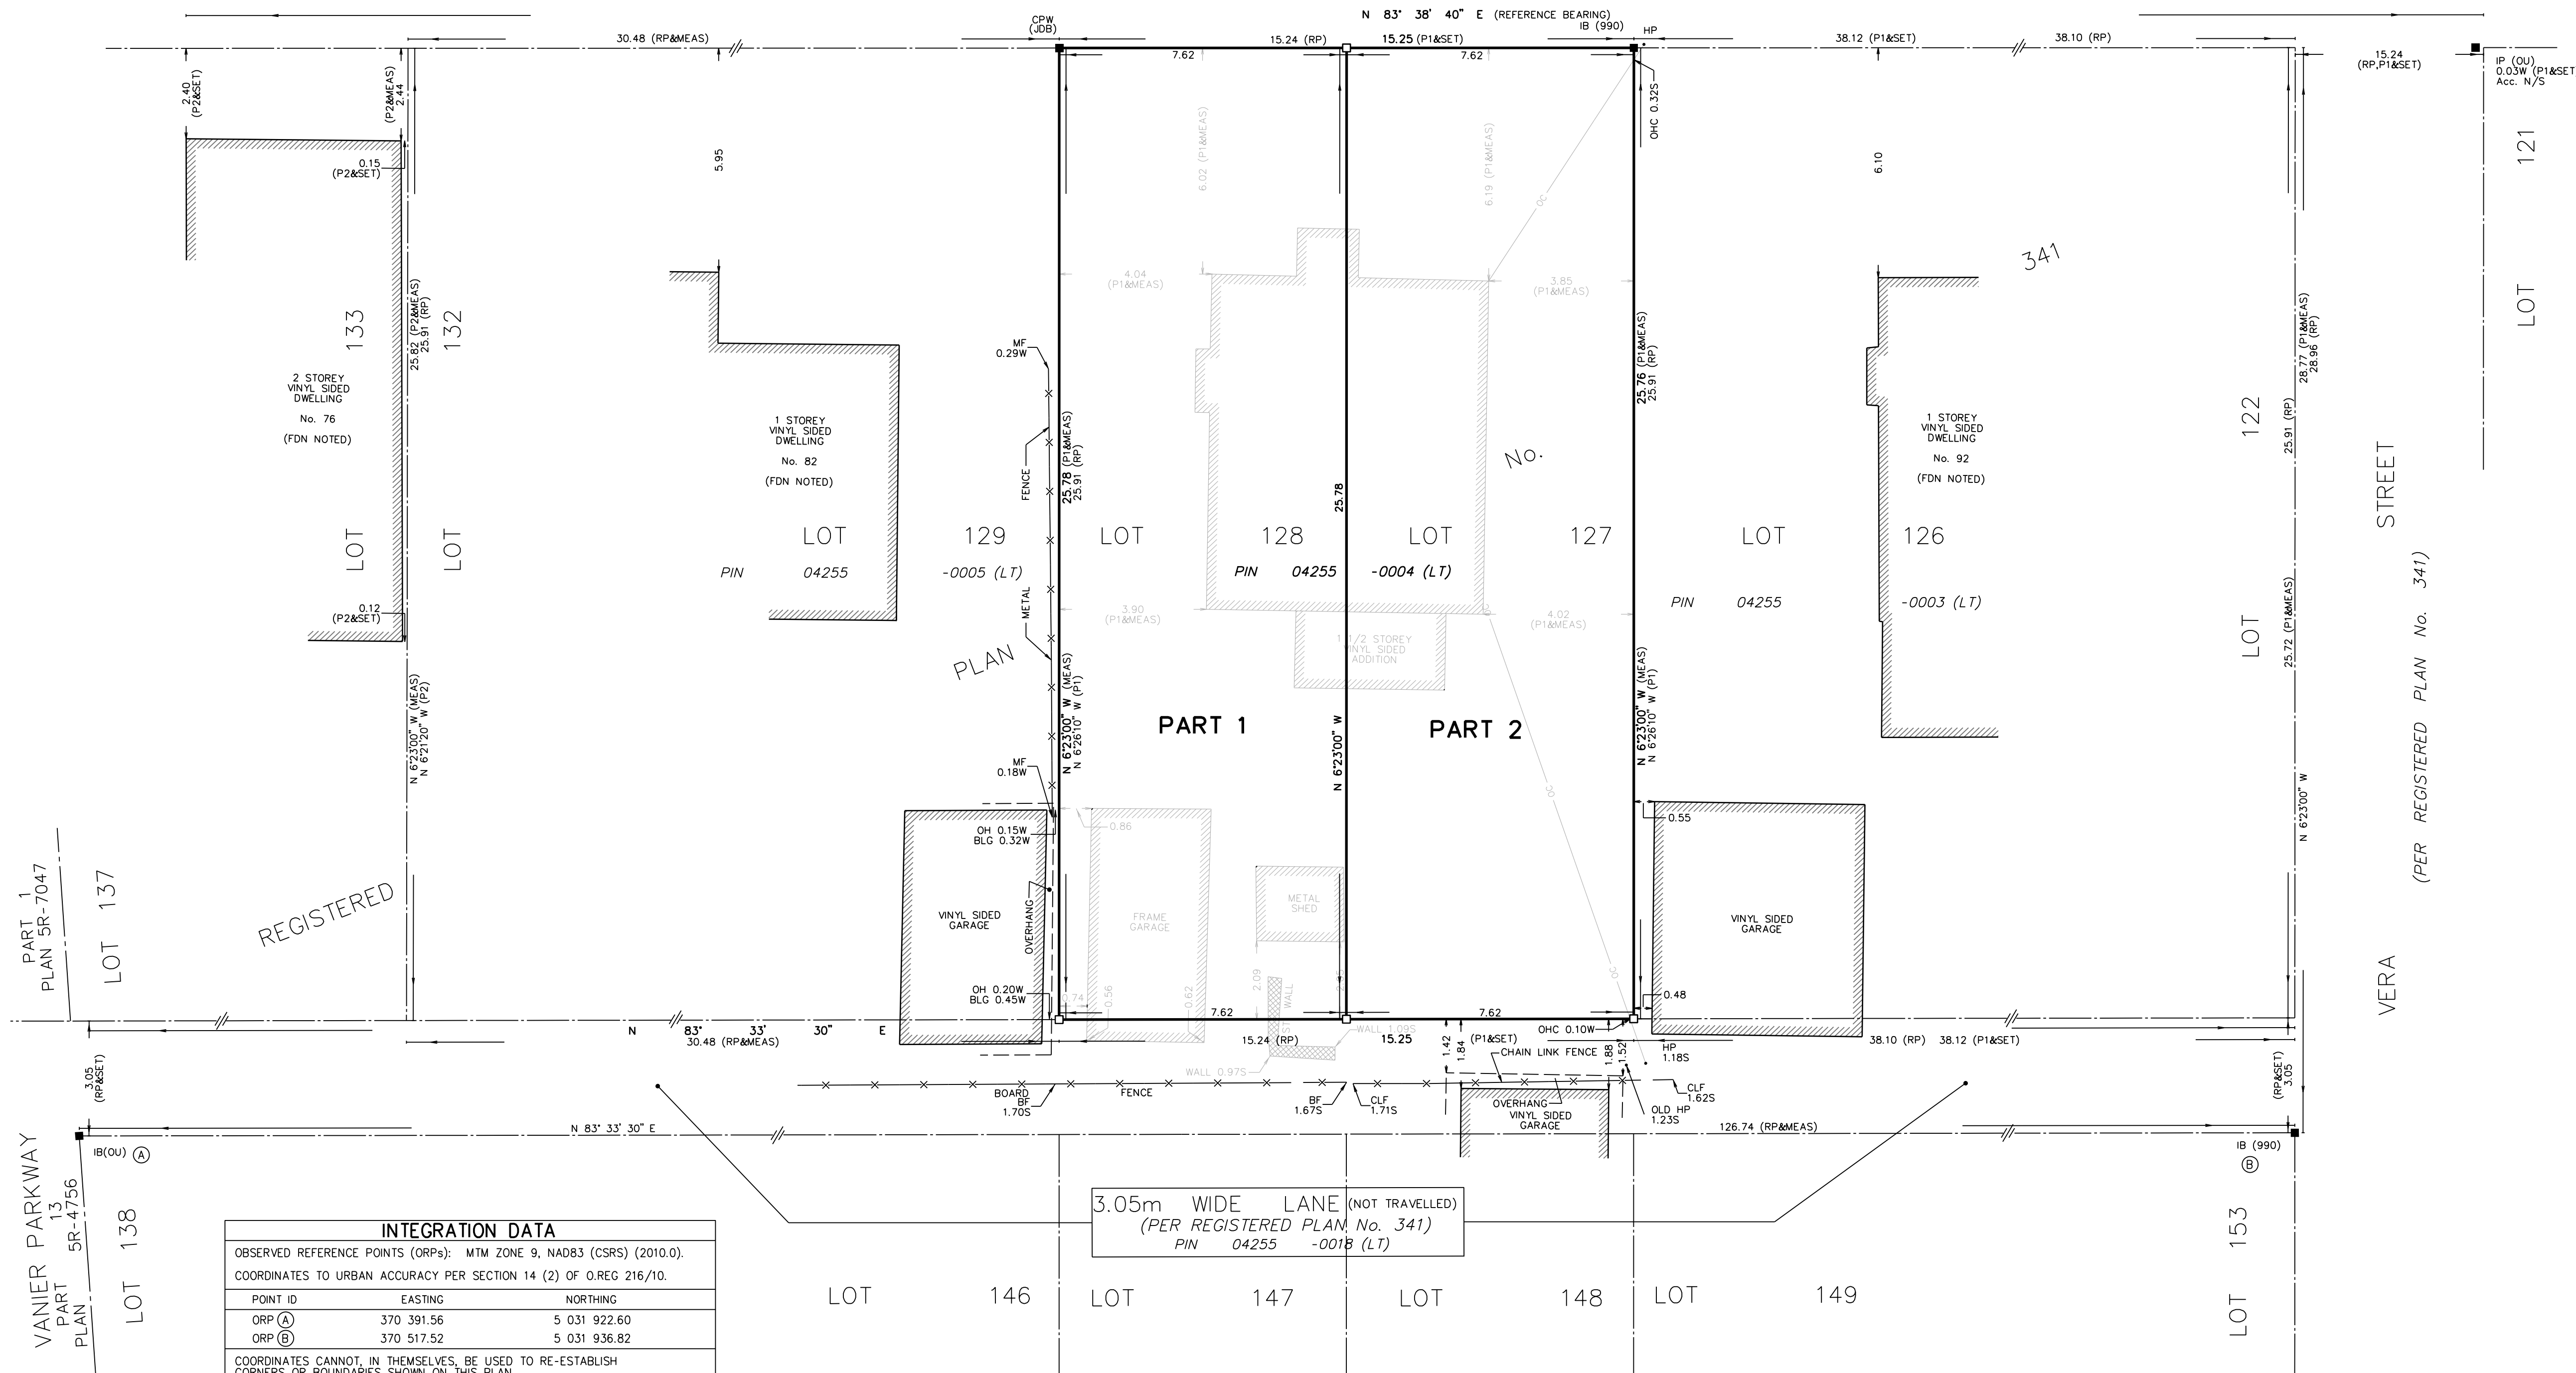 N 83° 38' 40" E (REFERENCE BEARING)
CPW
(JDB)
30.48 (RP&MEAS)
15.24 (RP)
15.25 (P1&SET)
IB (990)
HP
38.12 (P1&SET)
38.10 (RP)
15.24
(RP,P1&SET)
IP (OU)
0.03W (P1&SET
Acc. N/S
7.62
7.62
2.40
(P2&SET)
(P2&MEAS)
2.44
5.95
6.02 (P1&MEAS)
6.19 (P1&MEAS)
OHC 0.32S
6.10
LOT 121
0.15
(P2&SET)
OC
341
4.04
(P1&MEAS)
3.85
(P1&MEAS)
LOT 133
LOT 132
25.82 (P2&MEAS)
25.91 (RP)
MF
0.29W
25.76 (P1&MEAS)
25.91 (RP)
28.77 (P1&MEAS)
28.96 (RP)
2 STOREY
VINYL SIDED
DWELLING
No. 76
(FDN NOTED)
1 STOREY
VINYL SIDED
DWELLING
No. 82
(FDN NOTED)
FENCE
25.78 (P1&MEAS)
25.91 (RP)
25.78
No.
1 STOREY
VINYL SIDED
DWELLING
No. 92
(FDN NOTED)
LOT 122
25.91 (RP)
STREET
LOT 129
LOT 128
LOT 127
LOT 126
PIN 04255 -0005 (LT)
PIN 04255 -0004 (LT)
PIN 04255 -0003 (LT)
0.12
(P2&SET)
METAL
3.90
(P1&MEAS)
OC
4.02
(P1&MEAS)
25.72 (P1&MEAS)
1 1/2 STOREY
VINYL SIDED
ADDITION
PLAN
N 6°23'00" W (MEAS)
N 6°21'20" W (P2)
N 6°23'00" W (MEAS)
N 6°26'10" W (P1)
PART 1
N 6°23'00" W
PART 2
N 6°23'00" W (MEAS)
N 6°26'10" W (P1)
N 6°23'00" W
(PER REGISTERED PLAN No. 341)
MF
0.18W
OC
OH 0.15W
BLG 0.32W
0.86
0.55
PART 1
PLAN 5R-7047
LOT 137
REGISTERED
VINYL SIDED
GARAGE
OVERHANG
FRAME
GARAGE
METAL
SHED
VINYL SIDED
GARAGE
VERA
OH 0.20W
BLG 0.45W
0.74
0.56
0.62
2.09
WALL
OC
0.48
N 83° 33' 30" E
30.48 (RP&MEAS)
7.62
7.62
15.24 (RP)
15.25 (P1&SET)
OHC 0.10W
WALL 1.09S
WALL 0.97S
1.42
1.84
1.88
1.52
HP
1.18S
38.10 (RP) 38.12 (P1&SET)
3.05
(RP&SET)
(RP&SET)
3.05
CHAIN LINK FENCE
BOARD FENCE
BF
1.70S
BF
1.67S
CLF
1.71S
OVERHANG
VINYL SIDED
GARAGE
CLF
1.62S
OLD HP
1.23S
N 83° 33' 30" E
126.74 (RP&MEAS)
IB(OU) A
IB (990)
B
VANIER PARKWAY
PART 13
PLAN 5R-4756
LOT 138
3.05m WIDE LANE (NOT TRAVELLED)
(PER REGISTERED PLAN No. 341)
PIN 04255 -0018 (LT)
LOT 153
LOT 146
LOT 147
LOT 148
LOT 149
INTEGRATION DATA
OBSERVED REFERENCE POINTS (ORPs): MTM ZONE 9, NAD83 (CSRS) (2010.0).
COORDINATES TO URBAN ACCURACY PER SECTION 14 (2) OF O.REG 216/10.
POINT ID EASTING NORTHING
ORP A 370 391.56 5 031 922.60
ORP B 370 517.52 5 031 936.82
COORDINATES CANNOT, IN THEMSELVES, BE USED TO RE-ESTABLISH
CORNERS OR BOUNDARIES SHOWN ON THIS PLAN